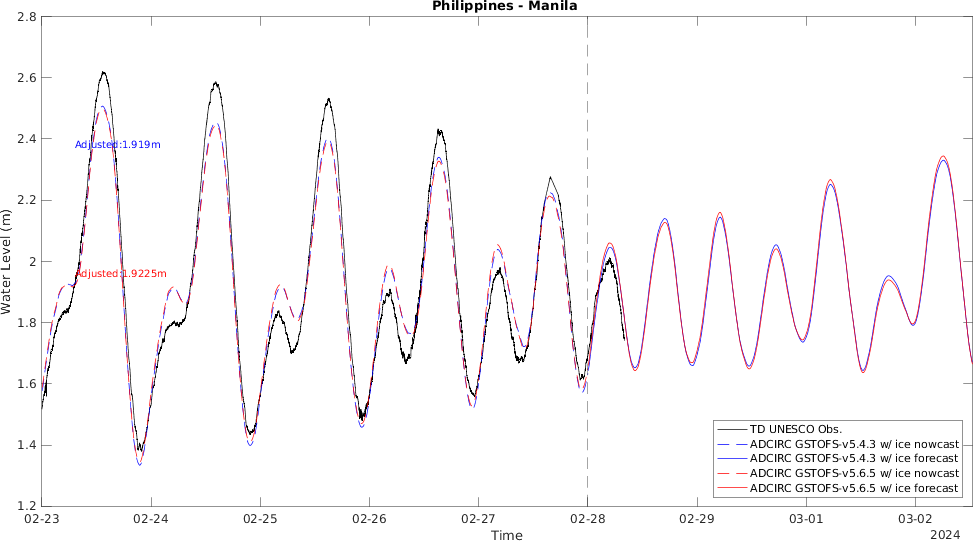 Philippines - Manila
2.8
2.6
2.4
2.2
2
1.8
1.6
1.4
1.2
Water Level (m)
Adjusted:1.919m
Adjusted:1.9225m
TD UNESCO Obs.
ADCIRC GSTOFS-v5.4.3 w/ ice nowcast
ADCIRC GSTOFS-v5.4.3 w/ ice forecast
ADCIRC GSTOFS-v5.6.5 w/ ice nowcast
ADCIRC GSTOFS-v5.6.5 w/ ice forecast
02-23 02-24 02-25 02-26 02-27 02-28 02-29 03-01 03-02
Time
2024